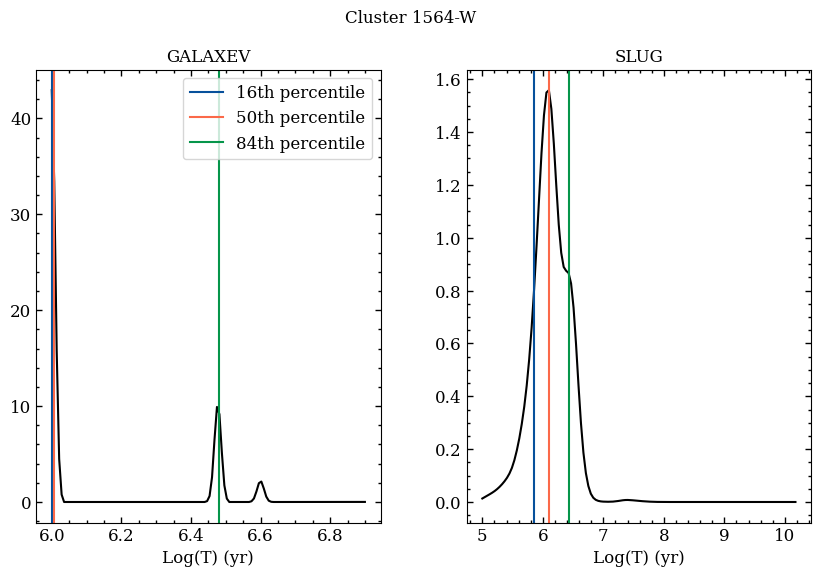 Cluster 1564-W
GALAXEV
SLUG
16th percentile
50th percentile
84th percentile
40
30
20
10
0
6.0 6.2 6.4 6.6 6.8
Log(T) (yr)
1.6
1.4
1.2
1.0
0.8
0.6
0.4
0.2
0.0
5 6 7 8 9 10
Log(T) (yr)